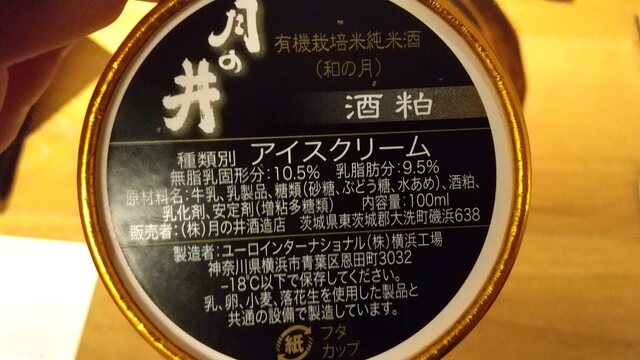 月の井
有機栽培米純米酒
(和の月)
酒粕
種類別 アイスクリーム
無脂乳固形分:10.5% 乳脂肪分:9.5%
原材料名:牛乳、乳製品、糖類(砂糖、ぶどう糖、水あめ)、酒粕、
乳化剤、安定剤(増粘多糖類) 内容量:100ml
販売者:(株)月の井酒造店 茨城県東茨城郡大洗町磯浜638
製造者:ユーロインターナショナル(株)横浜工場
神奈川県横浜市青葉区恩田町3032
−18℃以下で保存してください。
乳、卵、小麦、落花生を使用した製品と
共通の設備で製造しています。
紙 フタ
カップ